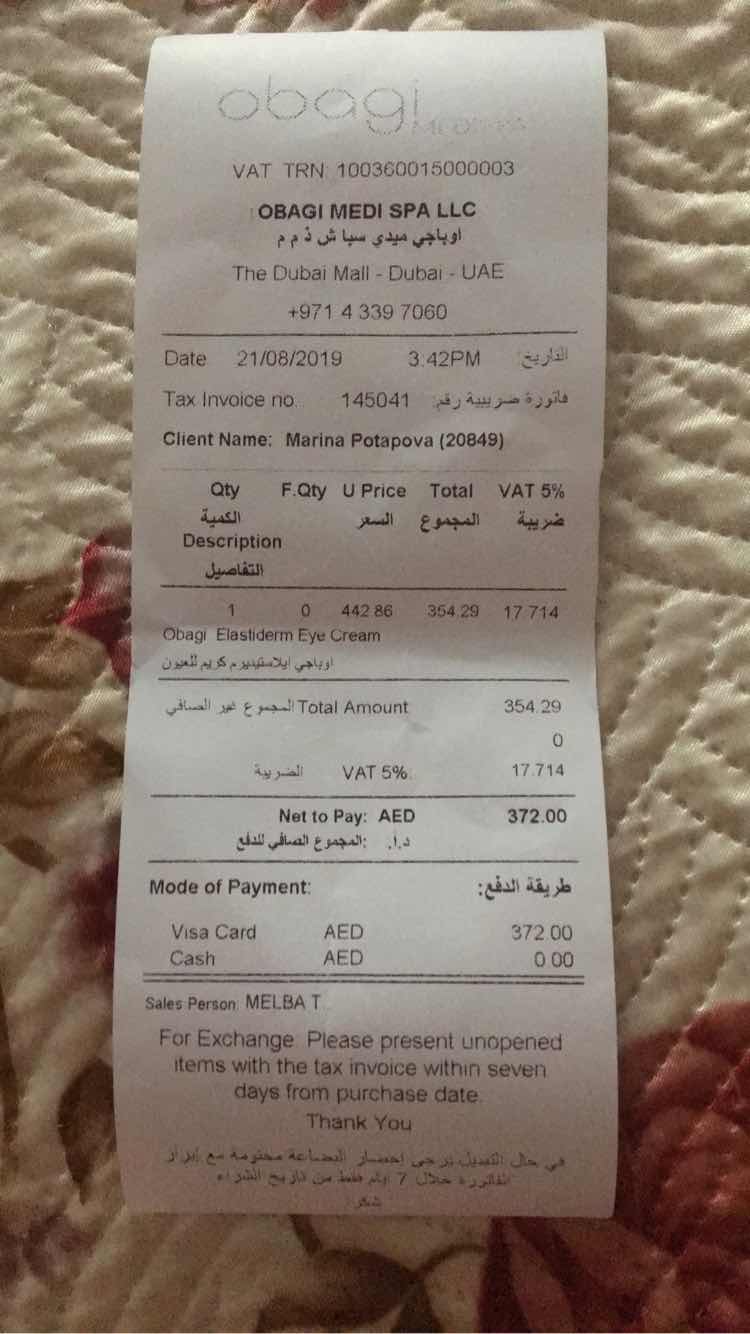 obagi
MEDISPA
VAT TRN: 100360015000003
OBAGI MEDI SPA LLC
اوباجي ميدي سبا ش ذ م م
The Dubai Mall - Dubai - UAE
+971 4 339 7060
Date 21/08/2019 3:42PM التاريخ:
Tax Invoice no. 145041 فاتورة ضريبية رقم:
Client Name: Marina Potapova (20849)
Qty F.Qty U Price Total VAT 5%
الكمية السعر المجموع ضريبة
Description
التفاصيل
1 0 442.86 354.29 17.714
Obagi Elastiderm Eye Cream
اوباجي ايلاستيديرم كريم للعيون
المجموع غير الصافي Total Amount 354.29
0
الضريبة VAT 5%: 17.714
Net to Pay: AED 372.00
المجموع الصافي للدفع: د.أ.
Mode of Payment: طريقة الدفع:
Visa Card AED 372.00
Cash AED 0.00
Sales Person: MELBA T.
For Exchange: Please present unopened
items with the tax invoice within seven
days from purchase date.
Thank You
في حال التبديل يرجى احضار البضاعة مختومة مع ابراز
الفاتورة خلال 7 ايام فقط من تاريخ الشراء
شكرا